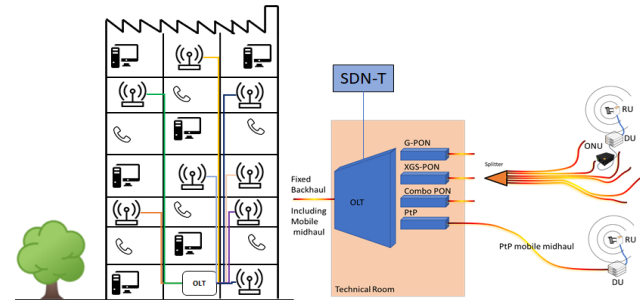 OLT
SDN-T
G-PON
XGS-PON
Combo PON
PtP
OLT
Fixed
Backhaul
Including
Mobile
midhaul
Technical Room
Splitter
ONU
RU
DU
PtP mobile midhaul
RU
DU